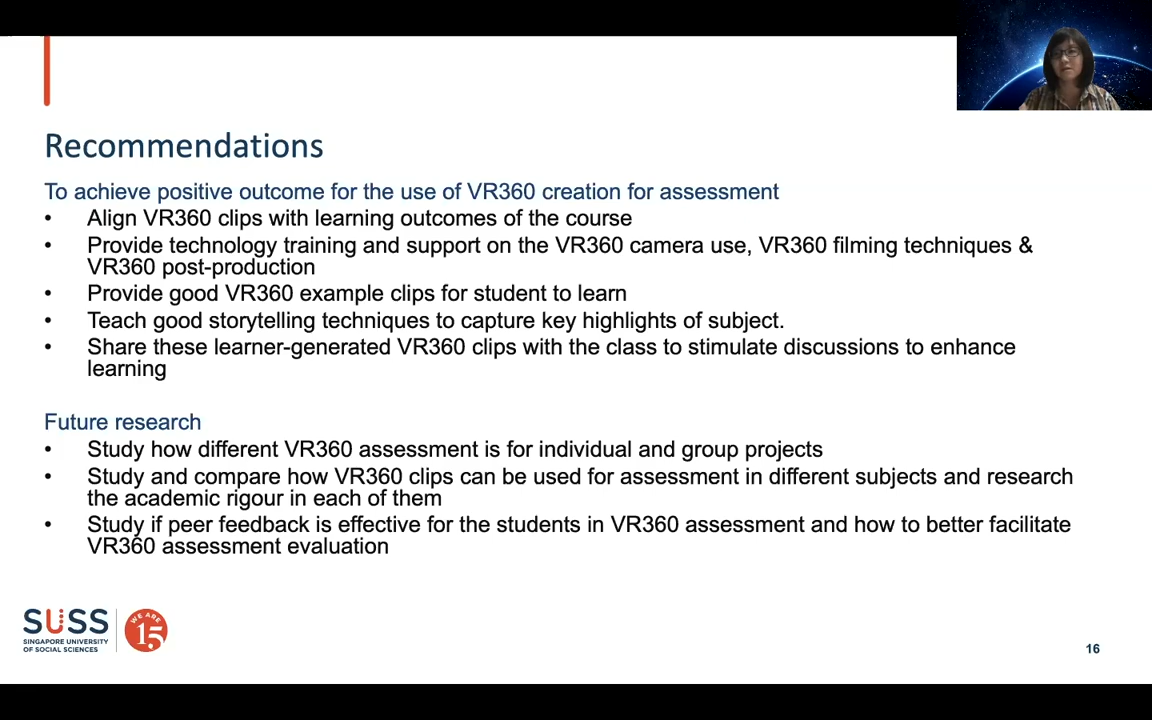 Recommendations
To achieve positive outcome for the use of VR360 creation for assessment
• Align VR360 clips with learning outcomes of the course
• Provide technology training and support on the VR360 camera use, VR360 filming techniques &
VR360 post-production
• Provide good VR360 example clips for student to learn
• Teach good storytelling techniques to capture key highlights of subject.
• Share these learner-generated VR360 clips with the class to stimulate discussions to enhance
learning
Future research
• Study how different VR360 assessment is for individual and group projects
• Study and compare how VR360 clips can be used for assessment in different subjects and research
the academic rigour in each of them
• Study if peer feedback is effective for the students in VR360 assessment and how to better facilitate
VR360 assessment evaluation
SUSS
SINGAPORE UNIVERSITY
OF SOCIAL SCIENCES
WE ARE
15
16